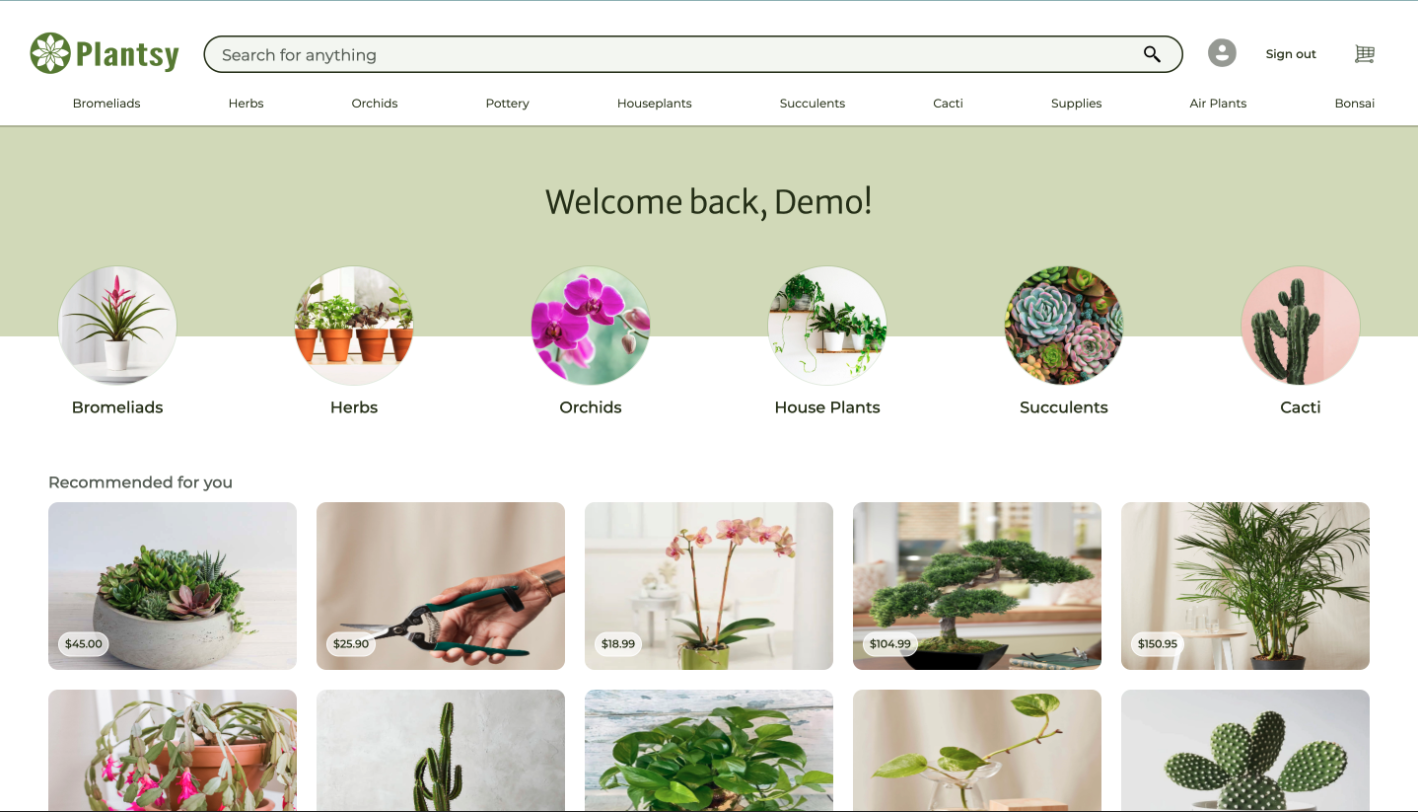 Plantsy
Search for anything
Sign out
Bromeliads Herbs Orchids Pottery Houseplants Succulents Cacti Supplies Air Plants Bonsai
Welcome back, Demo!
Bromeliads Herbs Orchids House Plants Succulents Cacti
Recommended for you
$45.00 $25.90 $18.99 $104.99 $150.95